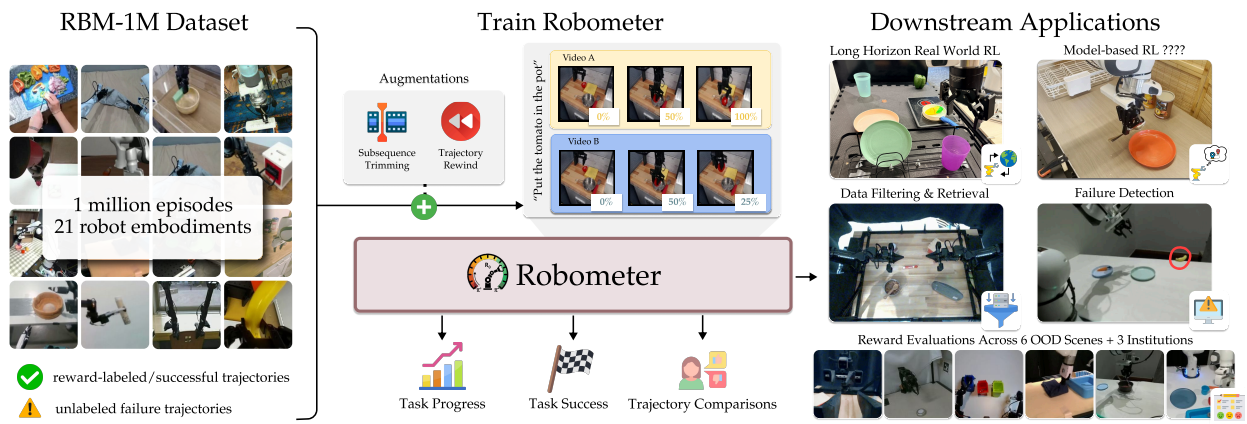 RBM-1M Dataset
1 million episodes
21 robot embodiments
reward-labeled/successful trajectories
unlabeled failure trajectories
Train Robometer
Augmentations
Subsequence
Trimming
Trajectory
Rewind
"Put the tomato in the pot"
Video A
0%
50%
100%
Video B
0%
50%
25%
Robometer
Task Progress
Task Success
Trajectory Comparisons
Downstream Applications
Long Horizon Real World RL
Model-based RL ????
Data Filtering & Retrieval
Failure Detection
Reward Evaluations Across 6 OOD Scenes + 3 Institutions